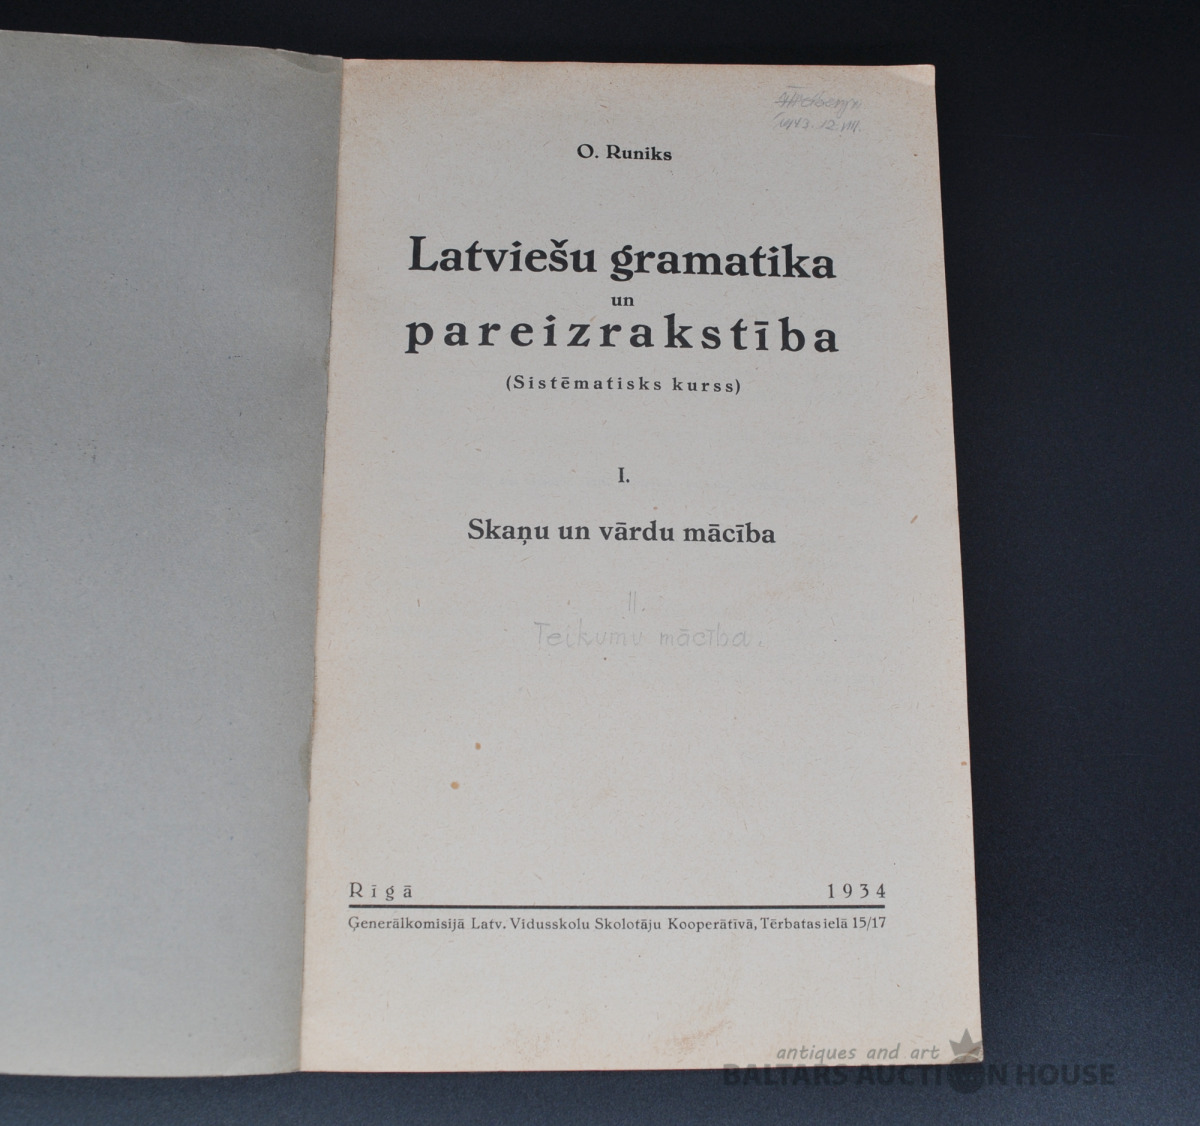 O. Runiks
Latviešu gramatika
un
pareizrakstība
(Sistēmatisks kurss)
I.
Skaņu un vārdu mācība
II.
Teikumu mācība.
Rīgā 1934
Ģenerālkomisijā Latv. Vidusskolu Skolotāju Kooperātīvā, Tērbatas ielā 15/17
antiques and art
BALTARS AUCTION HOUSE